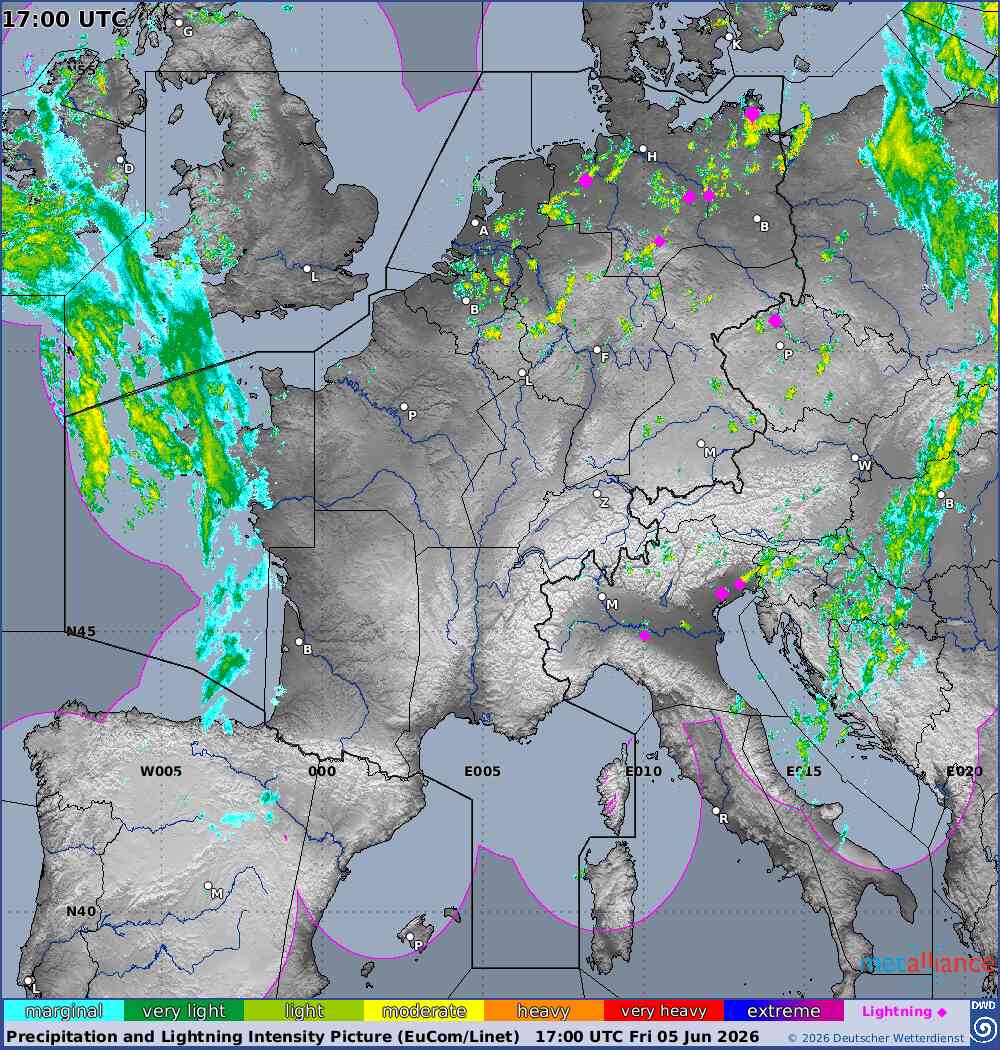 17:00 UTC
G
K
N55
D
H
A
B
L
B
N
F
P
L
P
M
W
B
Z
M
N45
B
W005
000
E005
E010
E015
E020
R
M
N40
P
L
metalliance
marginal very light light moderate heavy very heavy extreme Lightning
DWD
Precipitation and Lightning Intensity Picture (EuCom/Linet) 17:00 UTC Fri 05 Jun 2026 © 2026 Deutscher Wetterdienst